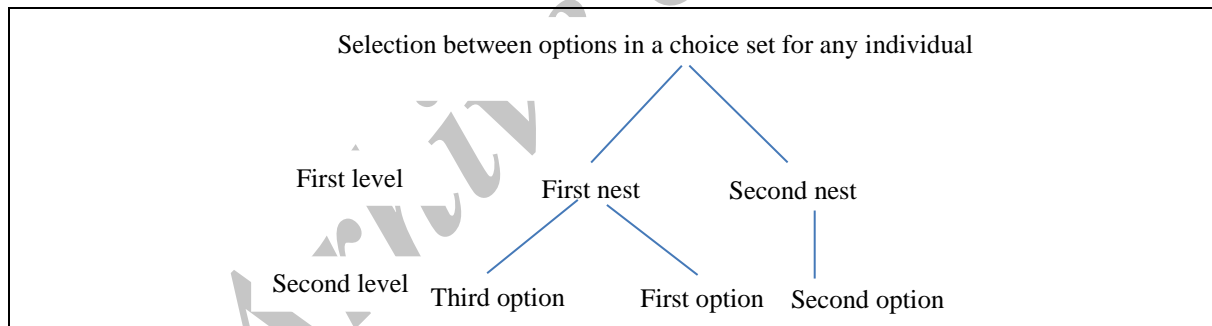 Selection between options in a choice set for any individual
First level
First nest
Second nest
Second level
Third option
First option
Second option